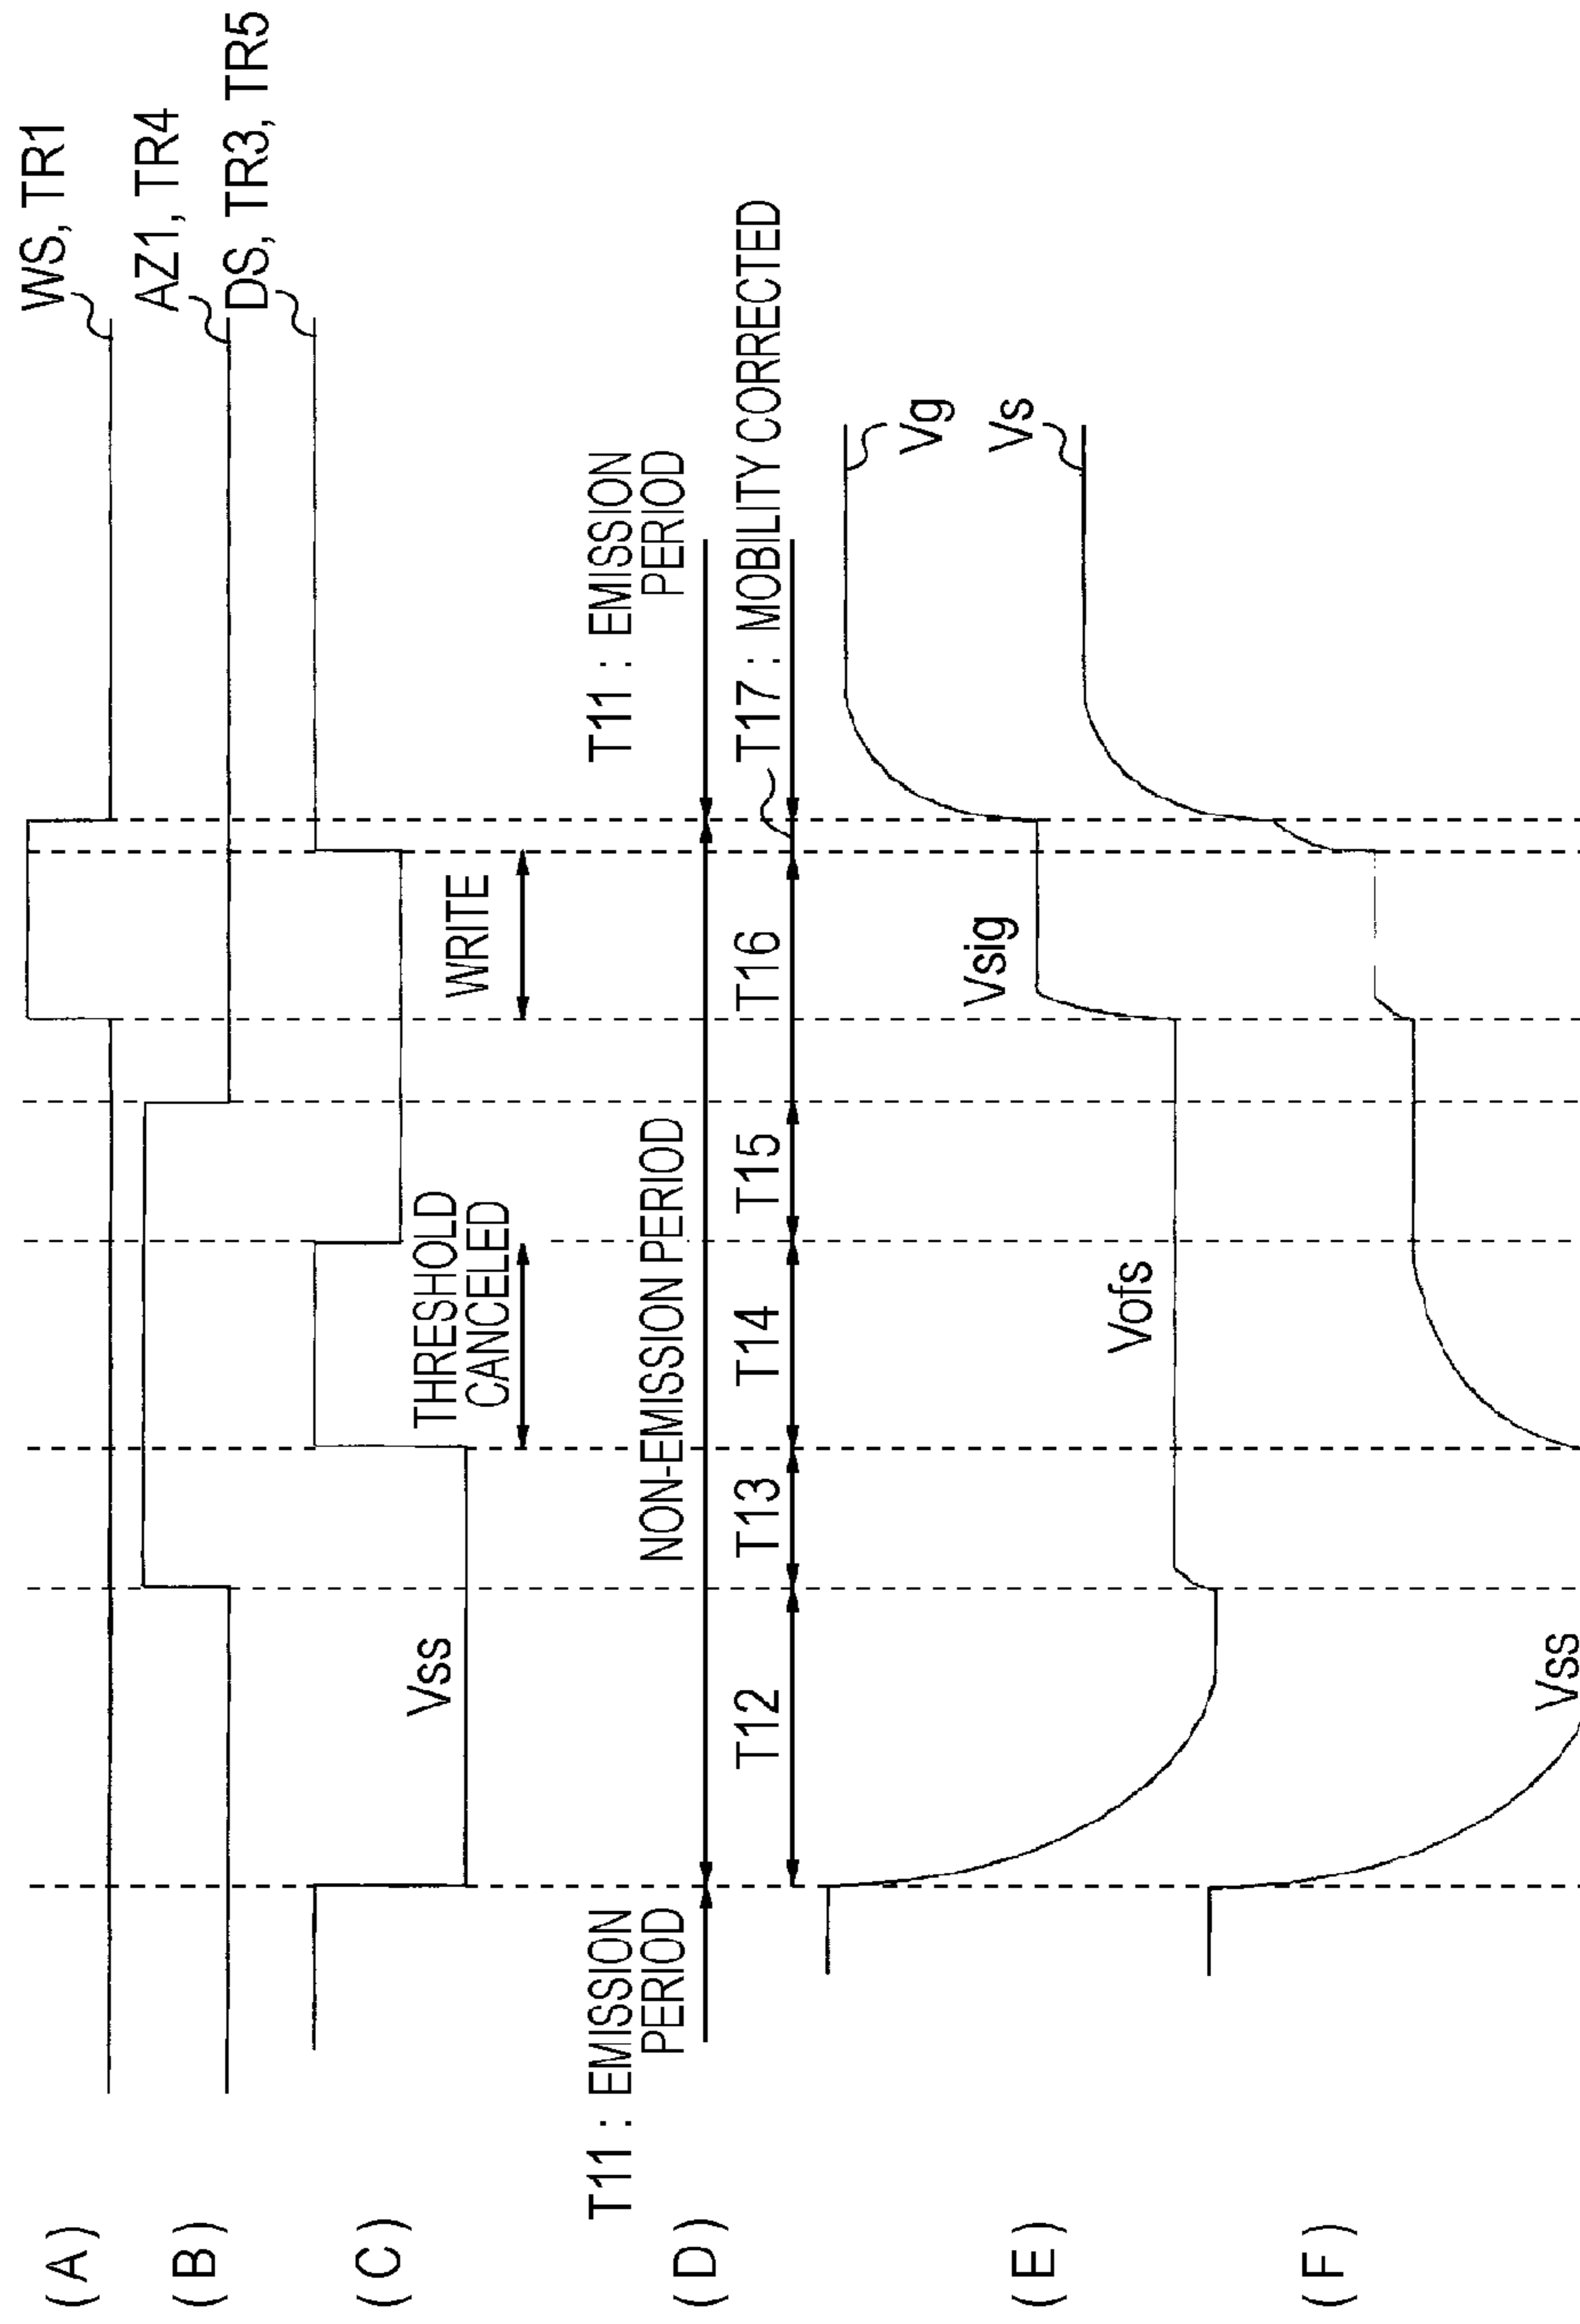 (A)
WS, TR1
(B)
AZ1, TR4
(C)
DS, TR3, TR5
Vss
THRESHOLD
CANCELED
WRITE
(D)
T11 : EMISSION
PERIOD
NON-EMISSION PERIOD
T11 : EMISSION
PERIOD
T12
T13
T14
T15
T16
T17 : MOBILITY CORRECTED
(E)
Vofs
Vsig
Vg
(F)
Vss
Vs